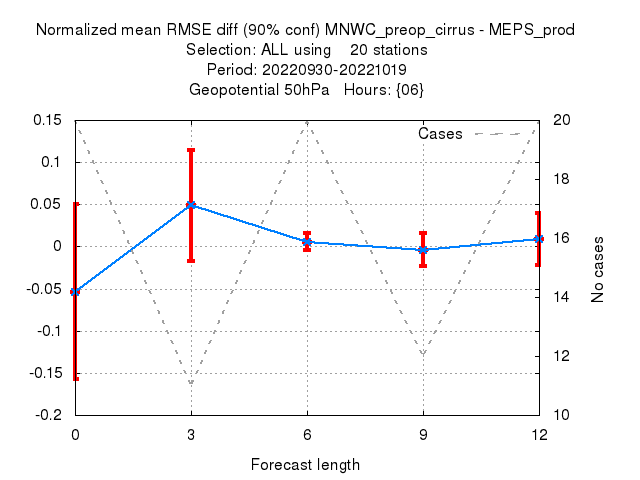 Normalized mean RMSE diff (90% conf) MNWC_preop_cirrus - MEPS_prod
Selection: ALL using 20 stations
Period: 20220930-20221019
Geopotential 50hPa Hours: {06}
Cases
0.15
0.1
0.05
0
-0.05
-0.1
-0.15
-0.2
20
18
16
14
12
10
No cases
0 3 6 9 12
Forecast length